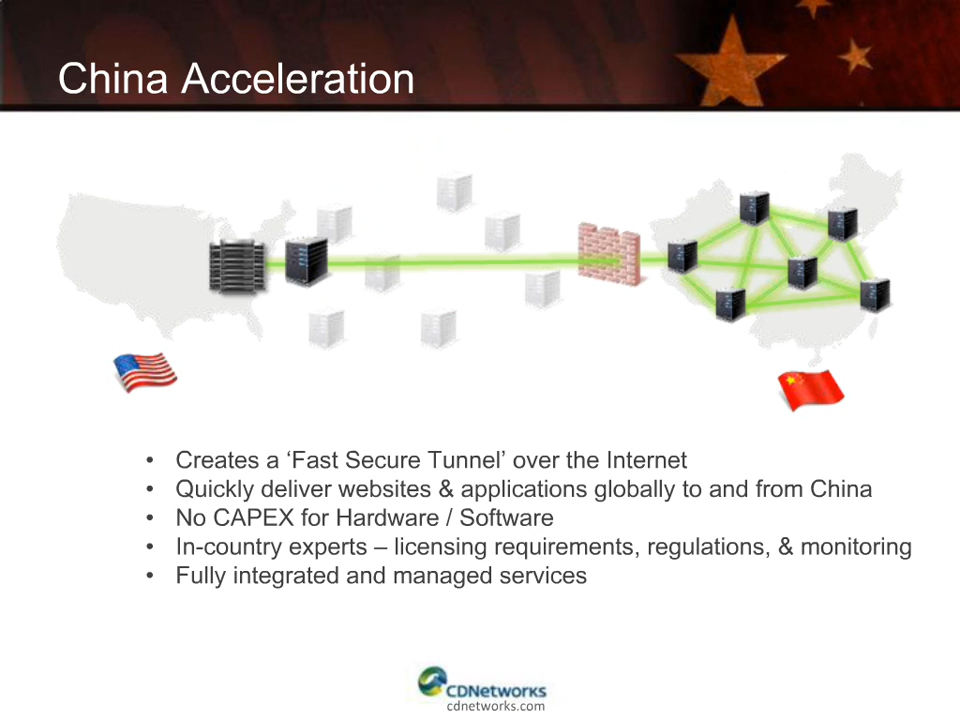 China Acceleration
• Creates a ‘Fast Secure Tunnel’ over the Internet
• Quickly deliver websites & applications globally to and from China
• No CAPEX for Hardware / Software
• In-country experts – licensing requirements, regulations, & monitoring
• Fully integrated and managed services
CDNetworks
cdnetworks.com